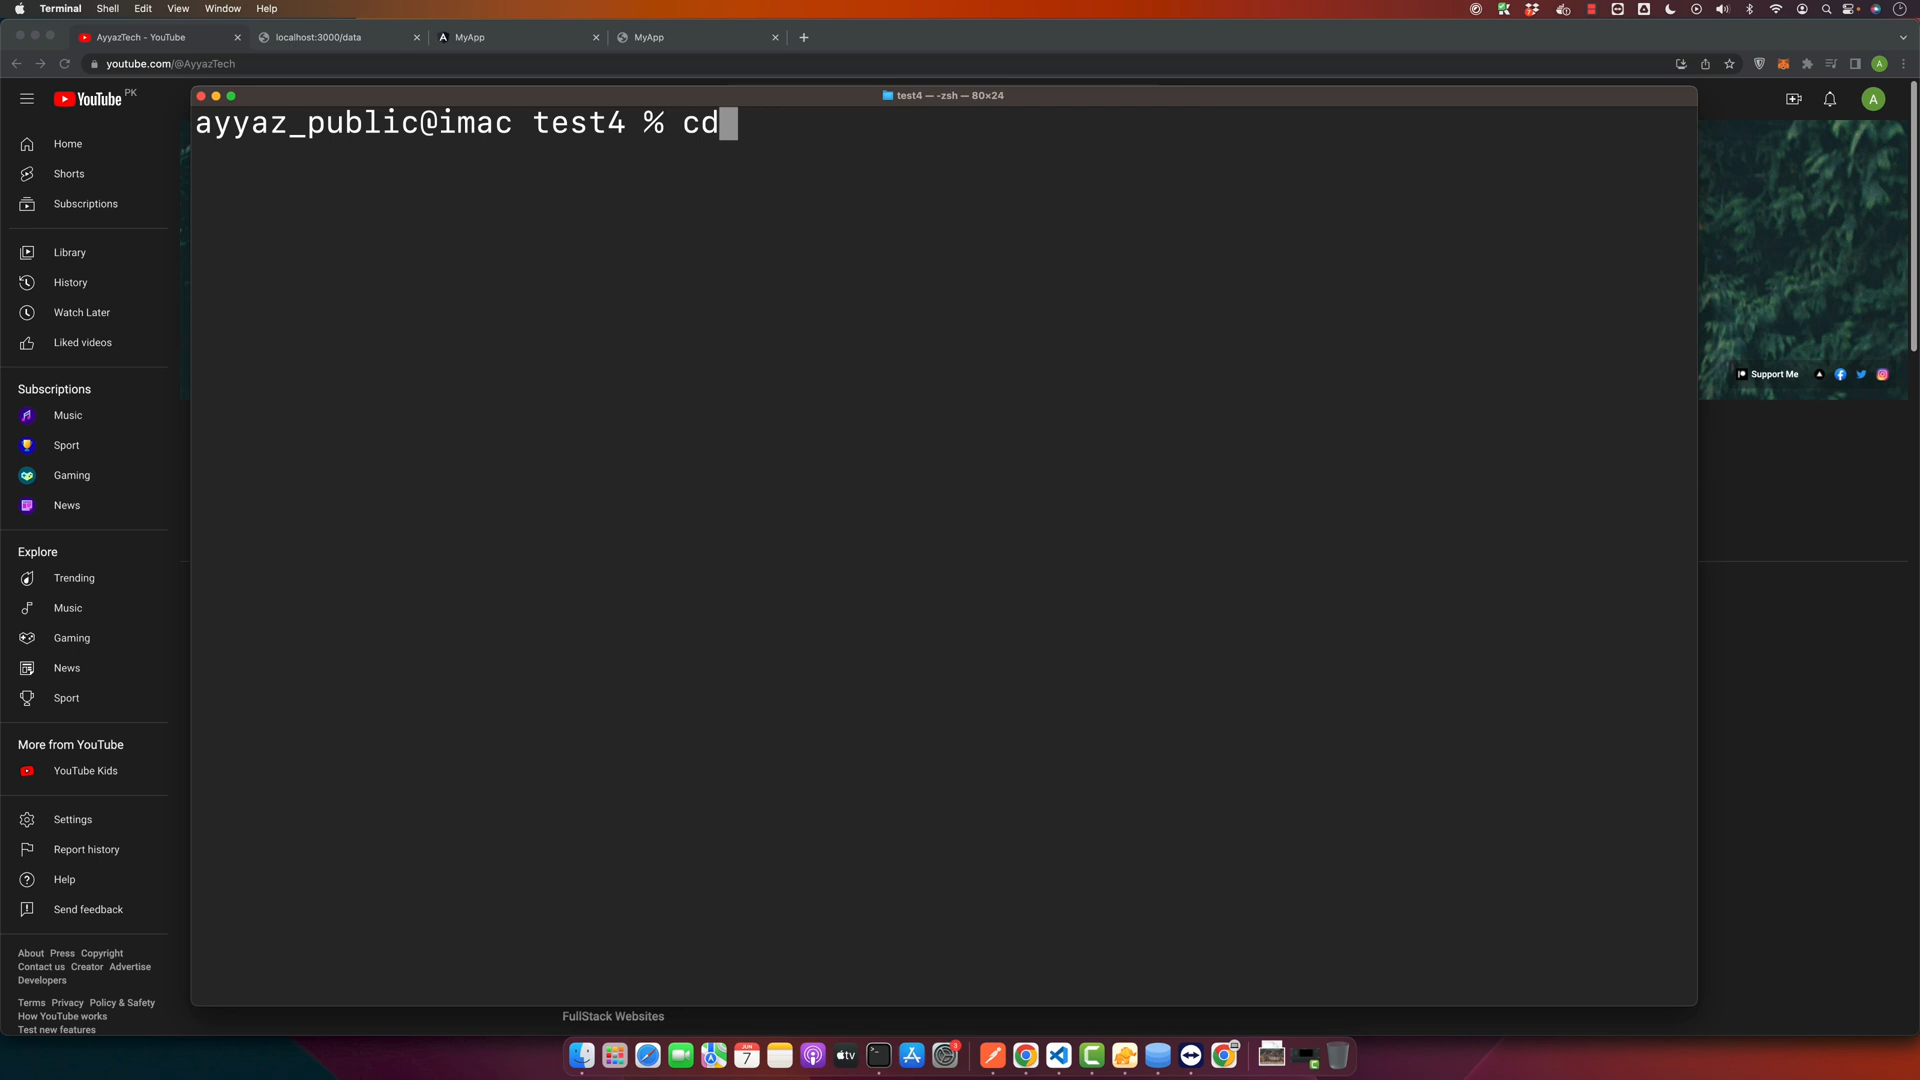 Terminal Shell Edit View Window Help
AyyazTech - YouTube localhost:3000/data MyApp MyApp
youtube.com/@AyyazTech
YouTube PK
test4 — -zsh — 80×24
ayyaz_public@imac test4 % cd
Home
Shorts
Subscriptions
Library
History
Watch Later
Liked videos
Subscriptions
Music
Sport
Gaming
News
Explore
Trending
Music
Gaming
News
Sport
More from YouTube
YouTube Kids
Settings
Report history
Help
Send feedback
About Press Copyright
Contact us Creator Advertise
Developers
Terms Privacy Policy & Safety
How YouTube works
Test new features
Support Me
FullStack Websites
JUN
7
tv
3
A
A